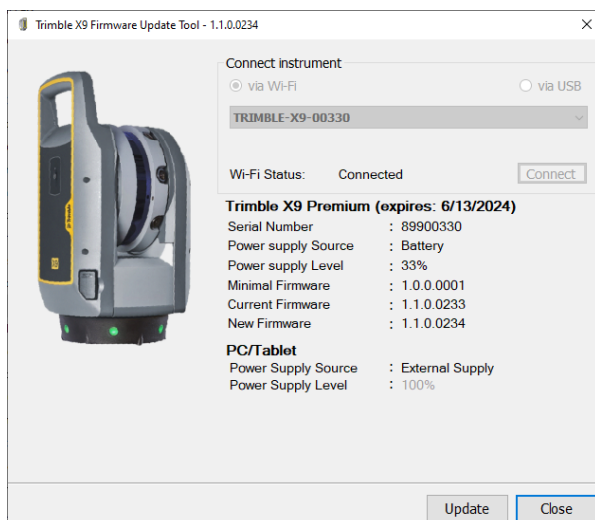 Trimble X9 Firmware Update Tool - 1.1.0.0234
Connect instrument
via Wi-Fi
via USB
TRIMBLE-X9-00330
Wi-Fi Status: Connected
Connect
Trimble X9 Premium (expires: 6/13/2024)
Serial Number : 89900330
Power supply Source : Battery
Power supply Level : 33%
Minimal Firmware : 1.0.0.0001
Current Firmware : 1.1.0.0233
New Firmware : 1.1.0.0234
PC/Tablet
Power Supply Source : External Supply
Power Supply Level : 100%
Update
Close